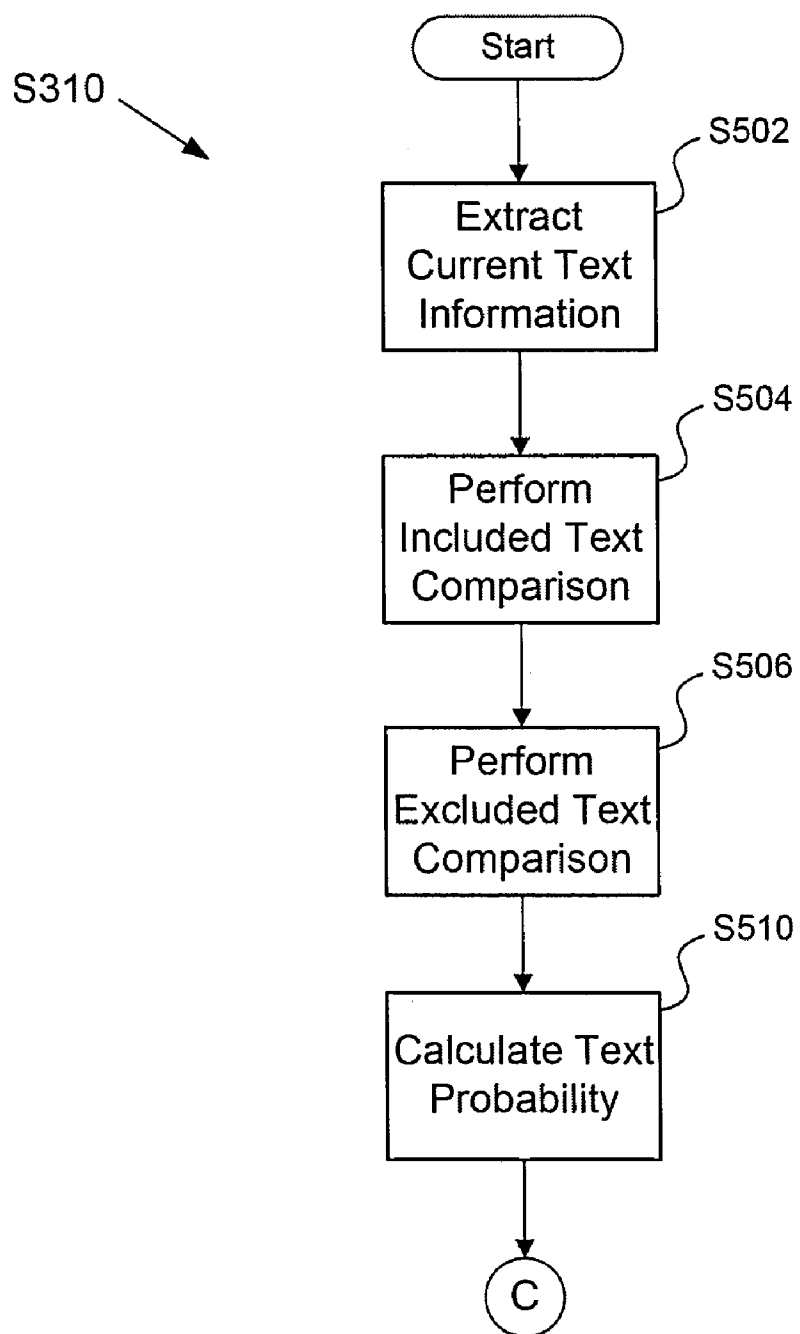 Start
S310
S502
Extract
Current Text
Information
S504
Perform
Included Text
Comparison
S506
Perform
Excluded Text
Comparison
S510
Calculate Text
Probability
C